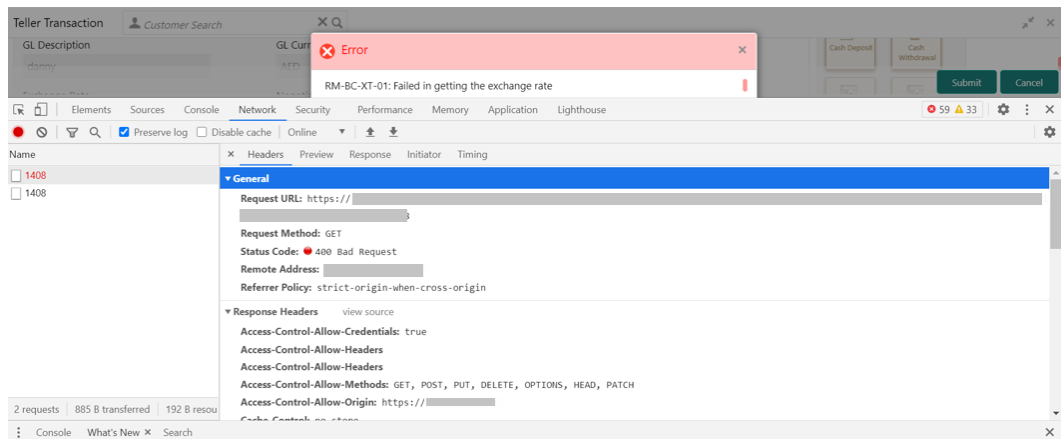 Teller Transaction
Customer Search
GL Description
GL Curr
danny
AED
Error
RM-BC-XT-01: Failed in getting the exchange rate
Cash Deposit
Cash Withdrawal
Submit
Cancel
Elements Sources Console Network Security Performance Memory Application Lighthouse
59 33
Preserve log Disable cache Online
Name
Headers Preview Response Initiator Timing
1408
1408
General
Request URL: https://
Request Method: GET
Status Code: 400 Bad Request
Remote Address:
Referrer Policy: strict-origin-when-cross-origin
Response Headers view source
Access-Control-Allow-Credentials: true
Access-Control-Allow-Headers
Access-Control-Allow-Headers
Access-Control-Allow-Methods: GET, POST, PUT, DELETE, OPTIONS, HEAD, PATCH
Access-Control-Allow-Origin: https://
2 requests 885 B transferred 192 B resou
Console What's New Search